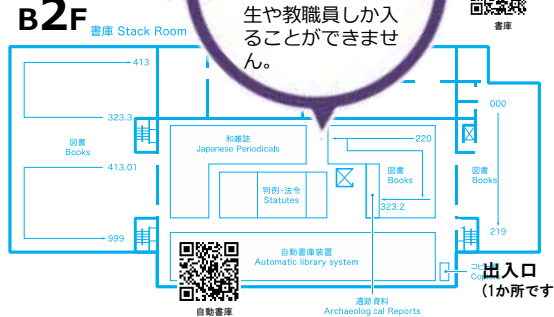 B2F
書庫 Stack Room
生や教職員しか入
ることができませ
ん。
書庫
413
323.3
図書
Books
413.01
999
和雑誌
Japanese Periodicals
判例・法令
Statutes
220
図書
Books
323.2
000
図書
Books
219
自動書庫装置
Automatic library system
自動書庫
遺跡資料
Archaeolog cal Reports
出入口
(1か所です